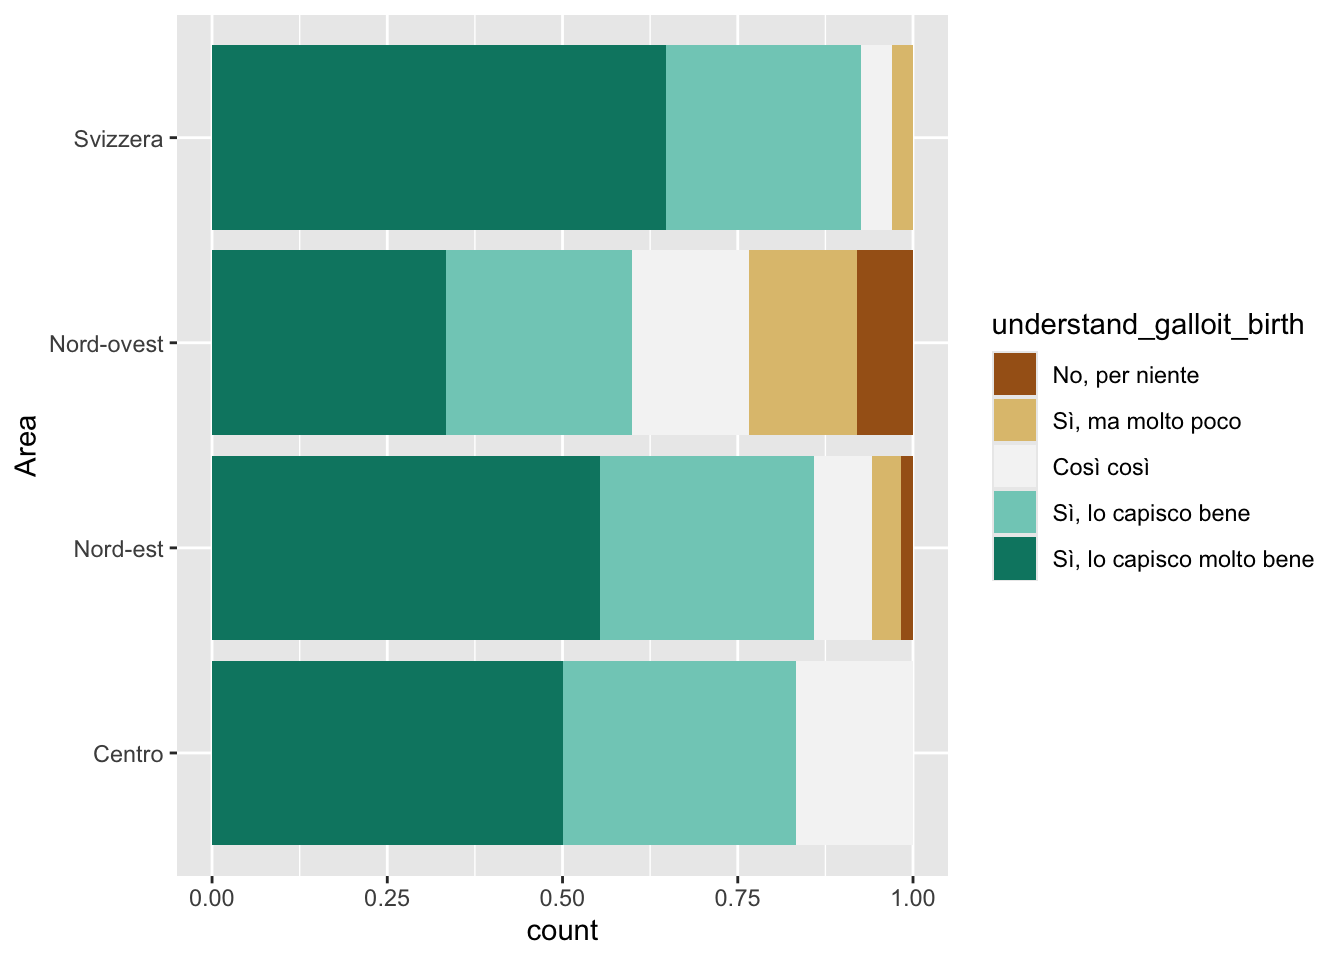 Svizzera
Nord-ovest
Nord-est
Centro
Area
0.00 0.25 0.50 0.75 1.00
count
understand_galloit_birth
No, per niente
Sì, ma molto poco
Così così
Sì, lo capisco bene
Sì, lo capisco molto bene